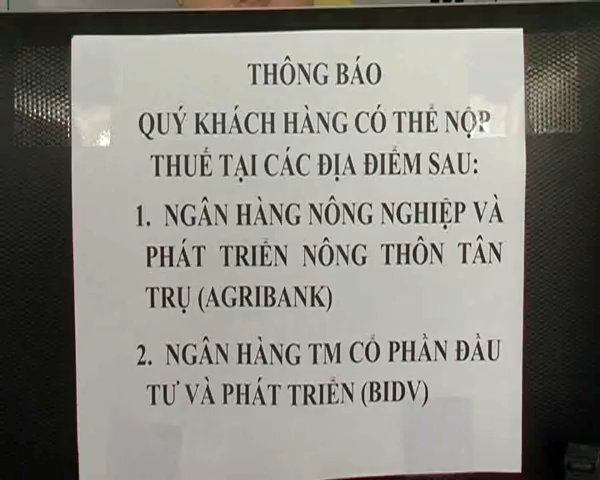 THÔNG BÁO
QUÝ KHÁCH HÀNG CÓ THỂ NỘP
THUẾ TẠI CÁC ĐỊA ĐIỂM SAU:
1. NGÂN HÀNG NÔNG NGHIỆP VÀ
PHÁT TRIỂN NÔNG THÔN TÂN
TRỤ (AGRIBANK)
2. NGÂN HÀNG TM CỔ PHẦN ĐẦU
TƯ VÀ PHÁT TRIỂN (BIDV)